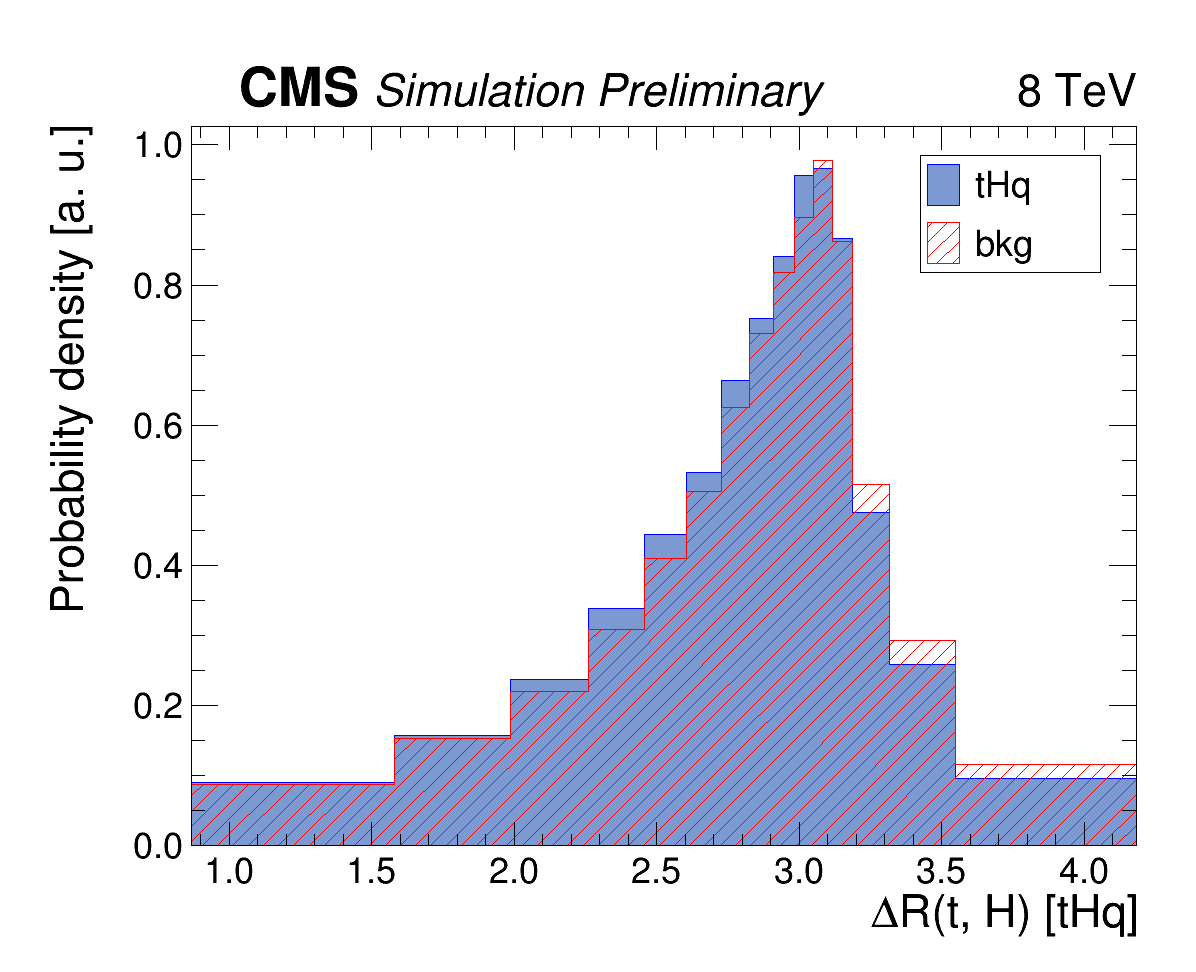 CMS Simulation Preliminary 8 TeV
Probability density [a. u.]
1.0
0.8
0.6
0.4
0.2
0.0
tHq
bkg
1.0 1.5 2.0 2.5 3.0 3.5 4.0
ΔR(t, H) [tHq]